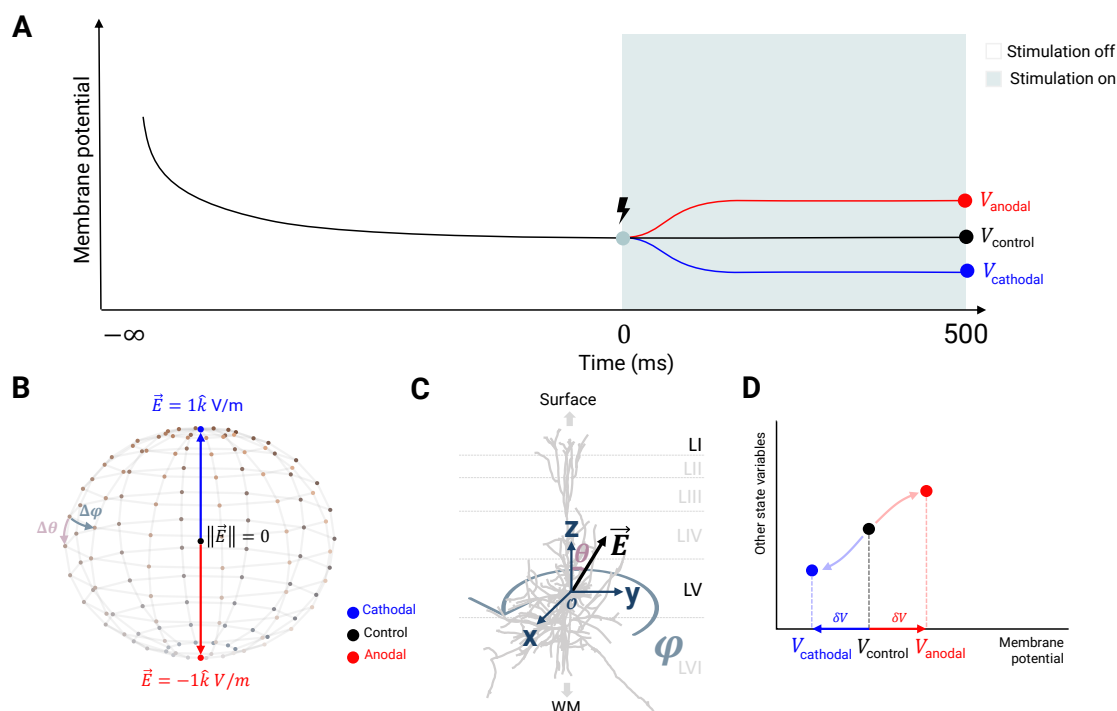 A
Membrane potential
Stimulation off
Stimulation on
V_anodal
V_control
V_cathodal
−∞
0
500
Time (ms)
B
E⃗ = 1k̂ V/m
Δφ
Δθ
‖E⃗‖ = 0
Cathodal
Control
Anodal
E⃗ = −1k̂ V/m
C
Surface
LI
LII
LIII
LIV
LV
LVI
z
E⃗
θ
o
y
x
φ
WM
D
Other state variables
δV
δV
V_cathodal
V_control
V_anodal
Membrane
potential